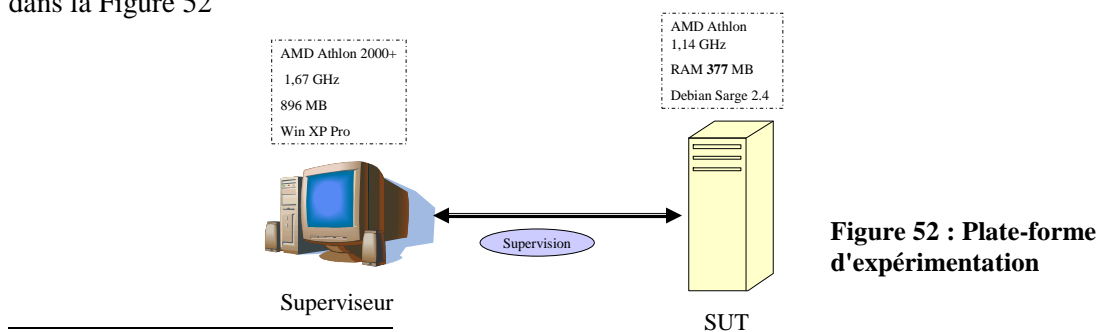 dans la Figure 52
AMD Athlon 2000+
1,67 GHz
896 MB
Win XP Pro
AMD Athlon
1,14 GHz
RAM 377 MB
Debian Sarge 2.4
Supervision
Superviseur
SUT
Figure 52 : Plate-forme
d'expérimentation